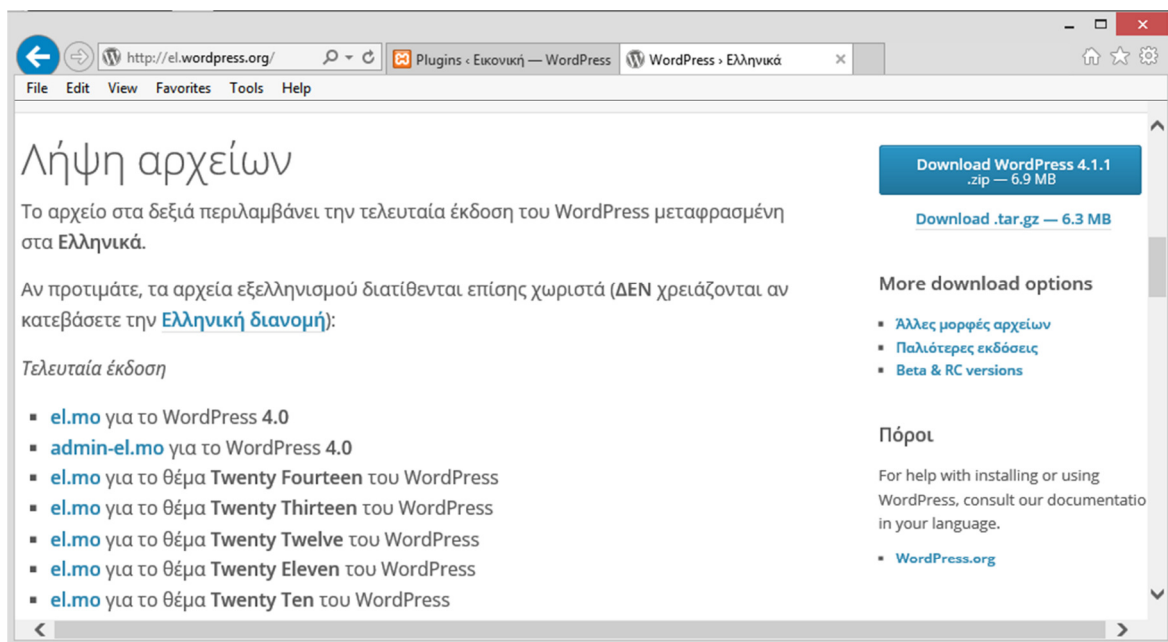 http://el.wordpress.org/
Plugins ‹ Εικονική — WordPress
WordPress › Ελληνικά
File Edit View Favorites Tools Help
Λήψη αρχείων
Το αρχείο στα δεξιά περιλαμβάνει την τελευταία έκδοση του WordPress μεταφρασμένη
στα Ελληνικά.
Αν προτιμάτε, τα αρχεία εξελληνισμού διατίθενται επίσης χωριστά (ΔΕΝ χρειάζονται αν
κατεβάσετε την Ελληνική διανομή):
Τελευταία έκδοση
el.mo για το WordPress 4.0
admin-el.mo για το WordPress 4.0
el.mo για το θέμα Twenty Fourteen του WordPress
el.mo για το θέμα Twenty Thirteen του WordPress
el.mo για το θέμα Twenty Twelve του WordPress
el.mo για το θέμα Twenty Eleven του WordPress
el.mo για το θέμα Twenty Ten του WordPress
Download WordPress 4.1.1
.zip — 6.9 MB
Download .tar.gz — 6.3 MB
More download options
Άλλες μορφές αρχείων
Παλιότερες εκδόσεις
Beta & RC versions
Πόροι
For help with installing or using
WordPress, consult our documentatio
in your language.
WordPress.org